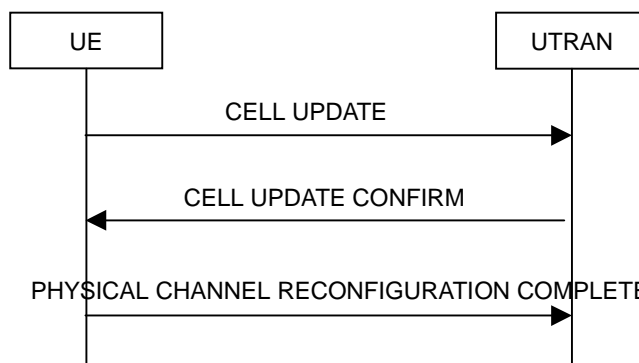 UE
UTRAN
CELL UPDATE
CELL UPDATE CONFIRM
PHYSICAL CHANNEL RECONFIGURATION COMPLETE